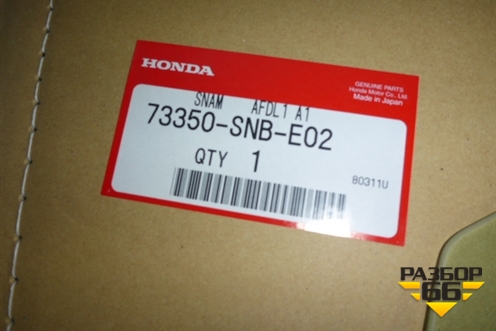 HONDA
GENUINE PARTS
Honda Motor Co., Ltd.
Made in Japan
SNAM AFDL1 A1
73350-SNB-E02
QTY 1
80311U
РАЗБОР
66